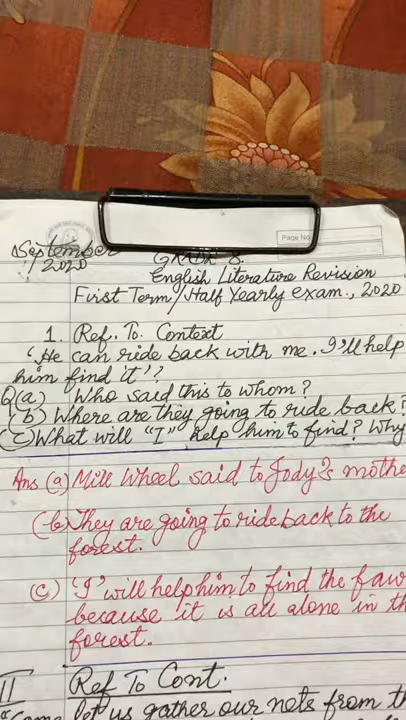 Page No
September
2020
GRADE 8.
English Literature Revision
First Term/Half Yearly exam., 2020
1. Ref. To. Context
'He can ride back with me. I'll help
him find it'?
Q(a) Who said this to whom?
(b) Where are they going to ride back?
(c) What will "I" help him to find? Why
Ans (a) Mill Wheel said to Jody's mothe
(b) They are going to ride back to the
forest.
(c) 'I' will help him to find the faw
because it is all alone in th
forest.
II Ref To Cont.
"Come let us gather our nets from th